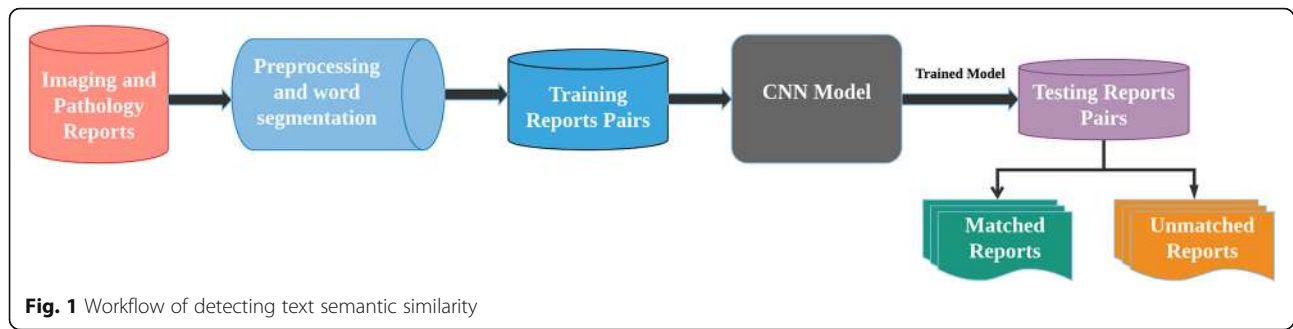 Imaging and
Pathology
Reports
Preprocessing
and word
segmentation
Training
Reports Pairs
CNN Model
Trained Model
Testing Reports
Pairs
Matched
Reports
Unmatched
Reports
Fig. 1 Workflow of detecting text semantic similarity